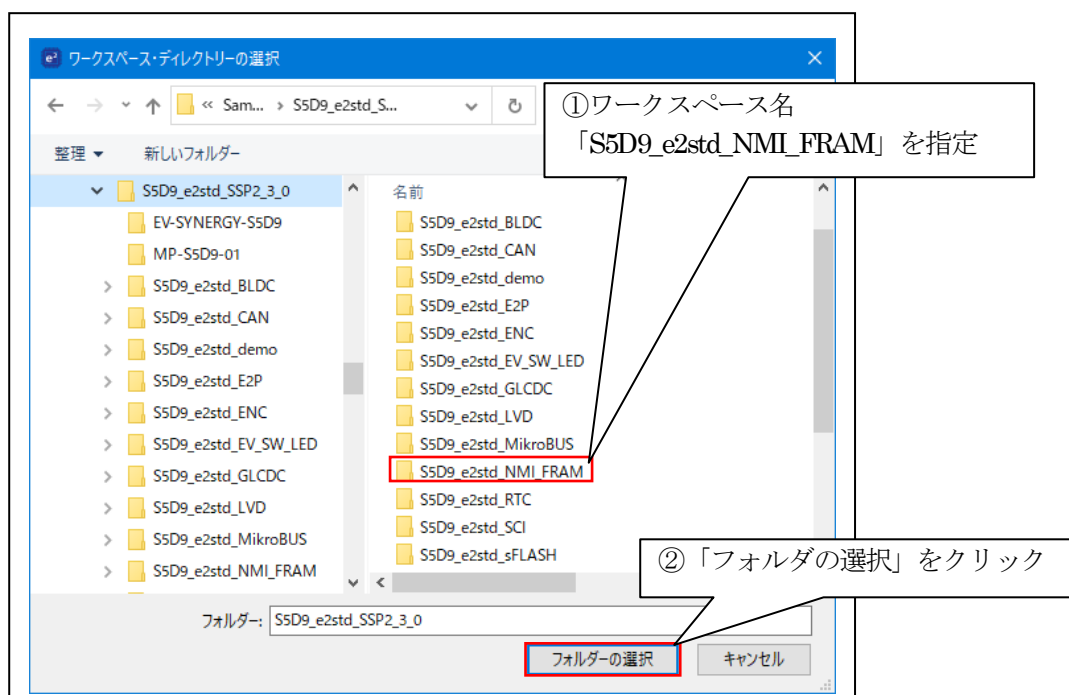 e² ワークスペース・ディレクトリーの選択
« Sam... › S5D9_e2std_S...
①ワークスペース名
「S5D9_e2std_NMI_FRAM」を指定
整理 新しいフォルダー
S5D9_e2std_SSP2_3_0
EV-SYNERGY-S5D9
MP-S5D9-01
S5D9_e2std_BLDC
S5D9_e2std_CAN
S5D9_e2std_demo
S5D9_e2std_E2P
S5D9_e2std_ENC
S5D9_e2std_EV_SW_LED
S5D9_e2std_GLCDC
S5D9_e2std_LVD
S5D9_e2std_MikroBUS
S5D9_e2std_NMI_FRAM
名前
S5D9_e2std_BLDC
S5D9_e2std_CAN
S5D9_e2std_demo
S5D9_e2std_E2P
S5D9_e2std_ENC
S5D9_e2std_EV_SW_LED
S5D9_e2std_GLCDC
S5D9_e2std_LVD
S5D9_e2std_MikroBUS
S5D9_e2std_NMI_FRAM
S5D9_e2std_RTC
S5D9_e2std_SCI
S5D9_e2std_sFLASH
②「フォルダの選択」をクリック
フォルダー: S5D9_e2std_SSP2_3_0
フォルダーの選択 キャンセル